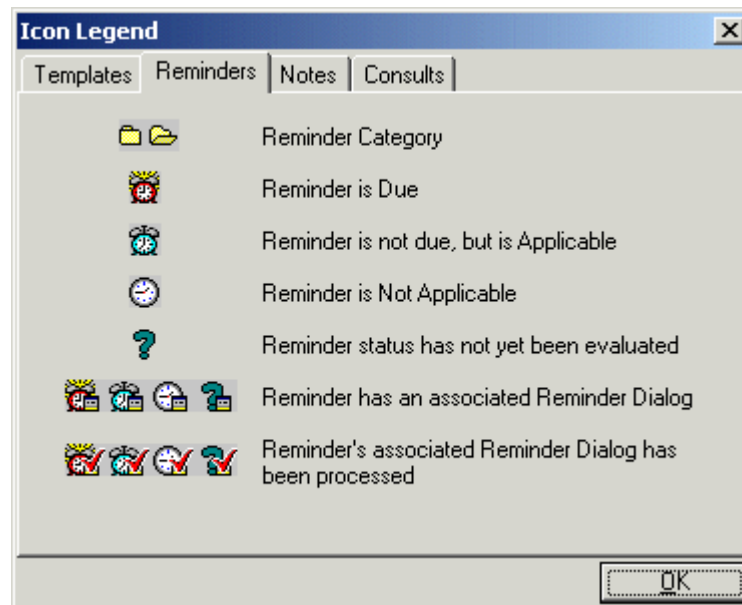 Icon Legend
Templates Reminders Notes Consults
Reminder Category
Reminder is Due
Reminder is not due, but is Applicable
Reminder is Not Applicable
Reminder status has not yet been evaluated
Reminder has an associated Reminder Dialog
Reminder's associated Reminder Dialog has
been processed
OK